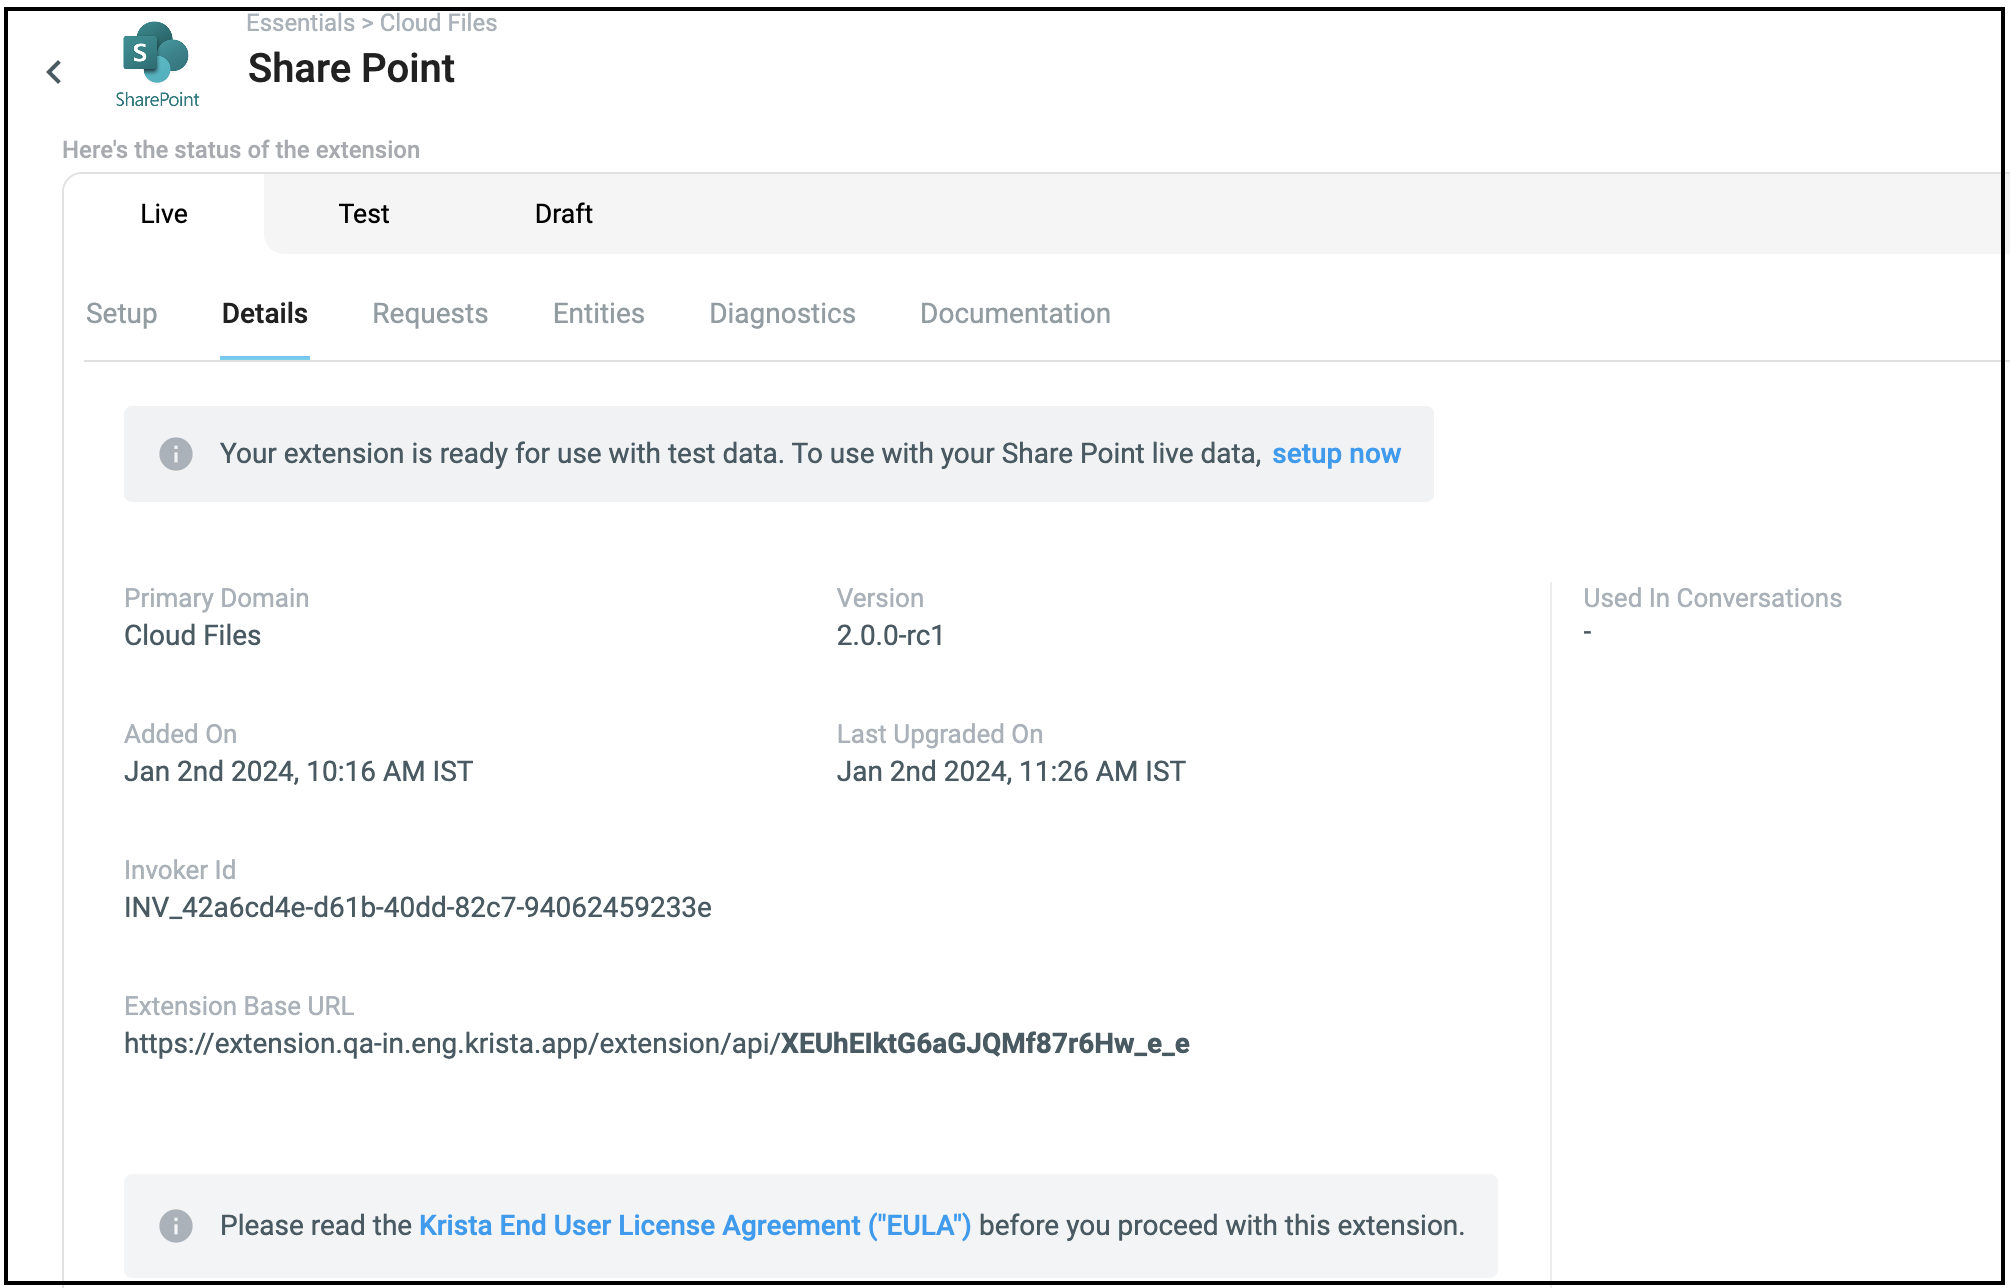 Essentials > Cloud Files
S
Share Point
SharePoint
Here's the status of the extension
Live Test Draft
Setup Details Requests Entities Diagnostics Documentation
Your extension is ready for use with test data. To use with your Share Point live data, setup now
Primary Domain Version Used In Conversations
Cloud Files 2.0.0-rc1 -
Added On Last Upgraded On
Jan 2nd 2024, 10:16 AM IST Jan 2nd 2024, 11:26 AM IST
Invoker Id
INV_42a6cd4e-d61b-40dd-82c7-94062459233e
Extension Base URL
https://extension.qa-in.eng.krista.app/extension/api/XEUhEIktG6aGJQMf87r6Hw_e_e
Please read the Krista End User License Agreement ("EULA") before you proceed with this extension.